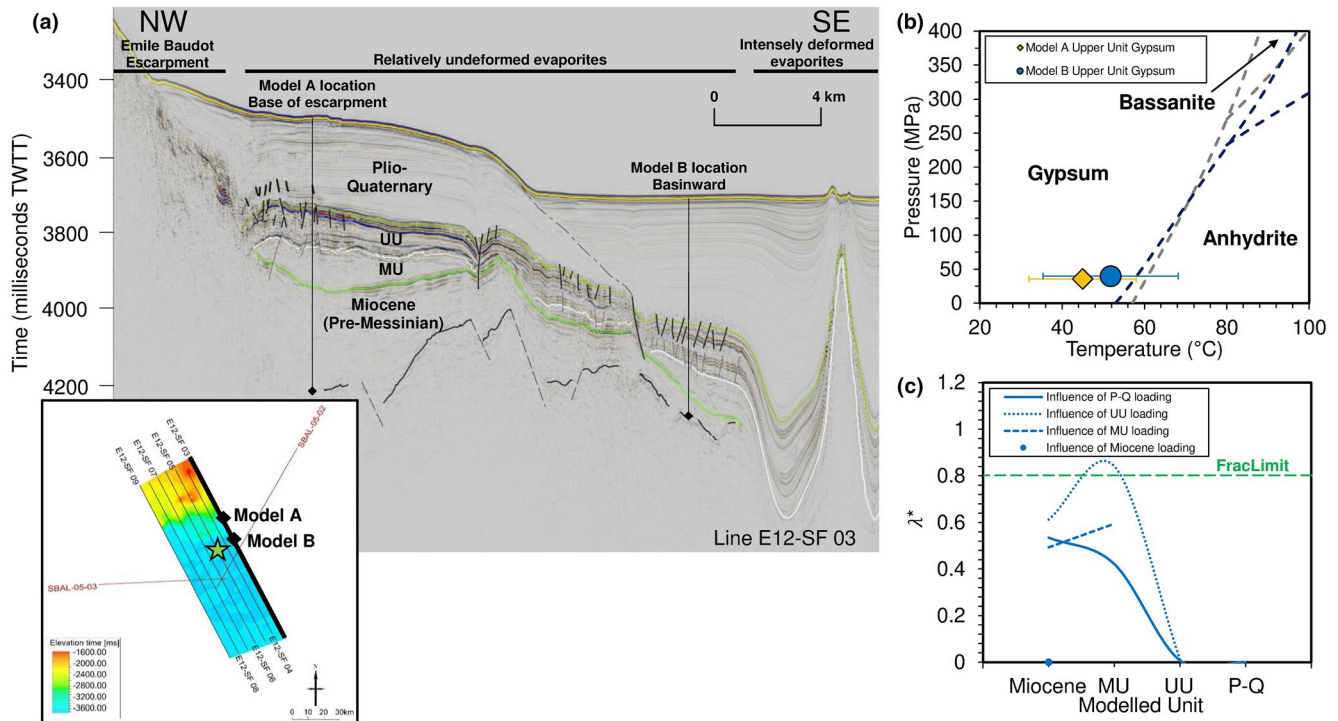 (a)
NW
SE
Emile Baudot
Escarpment
Relatively undeformed evaporites
Intensely deformed
evaporites
Model A location
Base of escarpment
0
4 km
Model B location
Basinward
Plio-
Quaternary
UU
MU
Miocene
(Pre-Messinian)
Time (milliseconds TWTT)
3400
3600
3800
4000
4200
Line E12-SF 03
E12-SF 03
E12-SF 05
E12-SF 07
E12-SF 09
SBAL-05-02
Model A
Model B
SBAL-05-03
E12-SF 04
E12-SF 06
E12-SF 08
Elevation time [ms]
-1600.00
-2000.00
-2400.00
-2800.00
-3200.00
-3600.00
N
0 10 20 30km
(b)
Model A Upper Unit Gypsum
Model B Upper Unit Gypsum
Bassanite
Gypsum
Anhydrite
Pressure (MPa)
400
350
300
250
200
150
100
50
0
20
40
60
80
100
Temperature (°C)
(c)
Influence of P-Q loading
Influence of UU loading
Influence of MU loading
Influence of Miocene loading
FracLimit
λ*
1.2
1
0.8
0.6
0.4
0.2
0
Miocene
MU
UU
P-Q
Modelled Unit